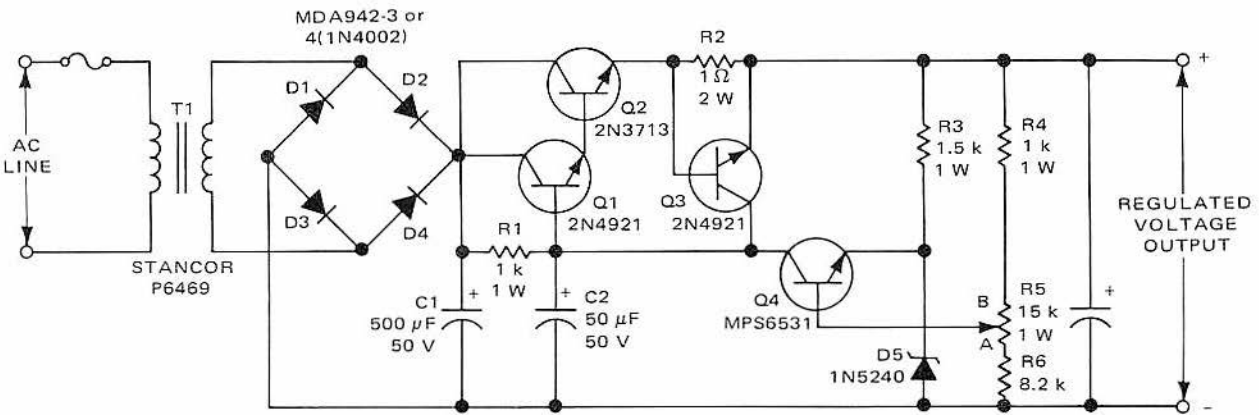 MDA942-3 or
4(1N4002)
AC
LINE
T1
STANCOR
P6469
D1
D2
D3
D4
Q2
2N3713
Q1
2N4921
R1
1 k
1 W
C1
500 μF
50 V
+
C2
50 μF
50 V
+
R2
1 Ω
2 W
Q3
2N4921
Q4
MPS6531
R3
1.5 k
1 W
R4
1 k
1 W
D5
1N5240
B
A
R5
15 k
1 W
R6
8.2 k
+
+
REGULATED
VOLTAGE
OUTPUT
-